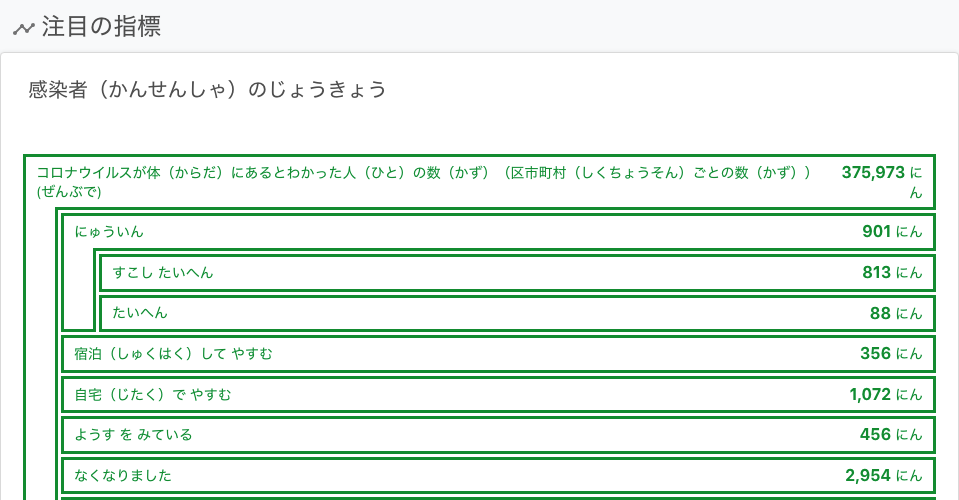 注目の指標
感染者（かんせんしゃ）のじょうきょう
コロナウイルスが体（からだ）にあるとわかった人（ひと）の数（かず）（区市町村（しくちょうそん）ごとの数（かず）） 375,973 に
(ぜんぶで) ん
にゅういん 901 にん
すこし たいへん 813 にん
たいへん 88 にん
宿泊（しゅくはく）して やすむ 356 にん
自宅（じたく）で やすむ 1,072 にん
ようす を みている 456 にん
なくなりました 2,954 にん